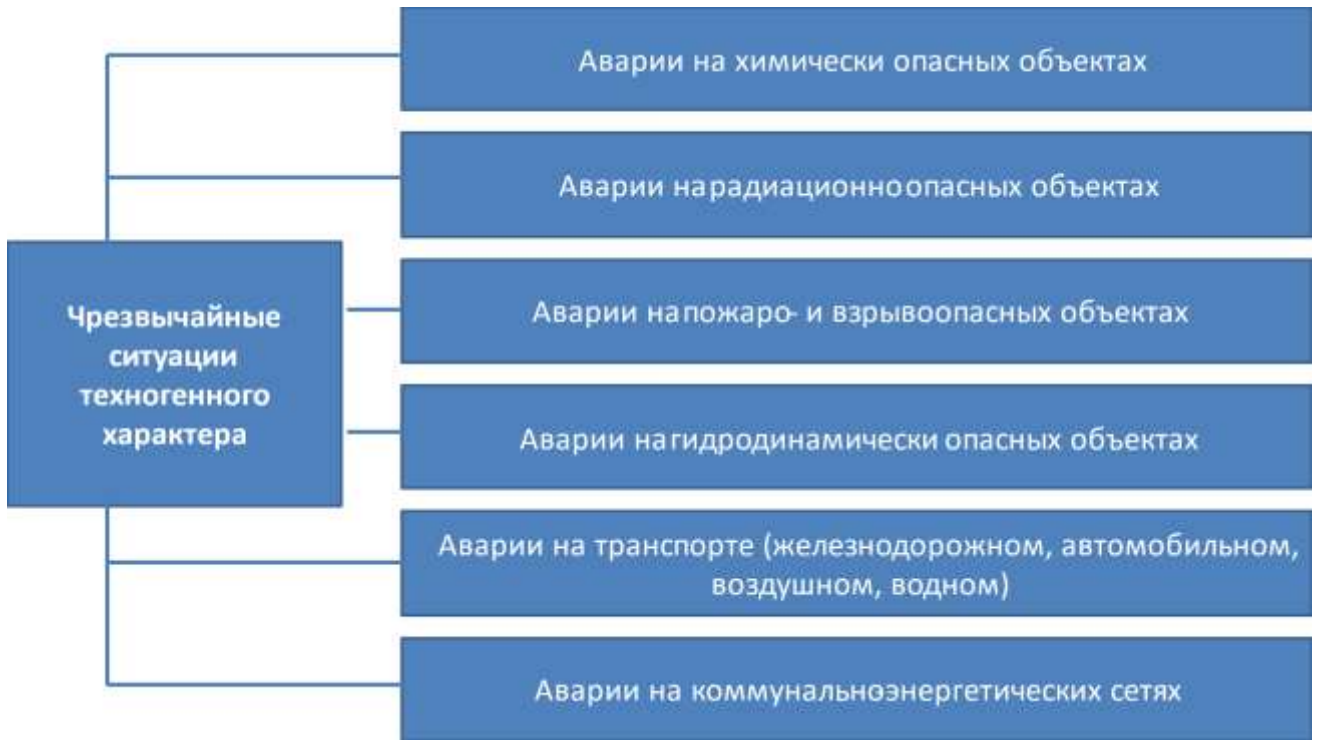 Аварии на химически опасных объектах
Аварии нарадиационноопасных объектах
Чрезвычайные
ситуации
техногенного
характера
Аварии напожаро- и взрывоопасных объектах
Аварии нагидродинамически опасных объектах
Аварии на транспорте (железнодорожном, автомобильном,
воздушном, водном)
Аварии на коммунальноэнергетических сетях